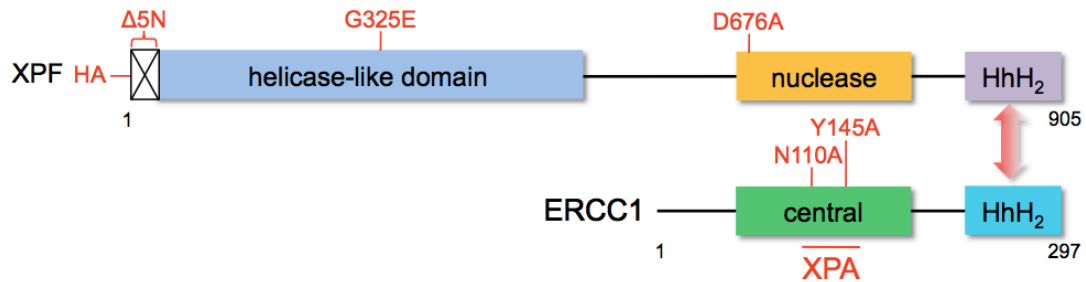 Δ5N
G325E
D676A
XPF HA
helicase-like domain
nuclease
HhH₂
1
905
Y145A
N110A
ERCC1
central
HhH₂
1
297
XPA